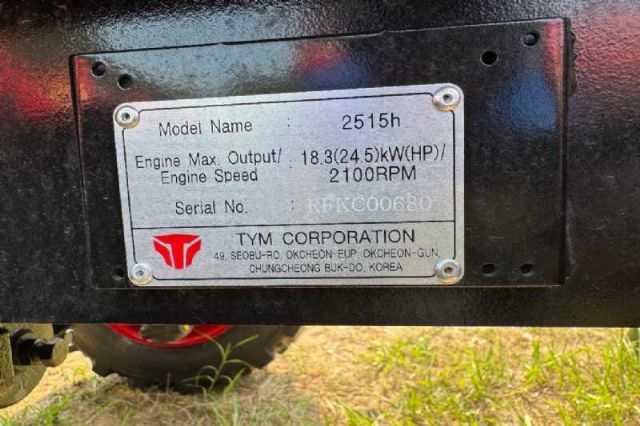 Model Name : 2515h
Engine Max. Output/ : 18.3(24.5)kW(HP)/
Engine Speed 2100RPM
Serial No. : RFKC00680
TYM CORPORATION
49, SEOBU-RO, OKCHEON-EUP, OKCHEON-GUN,
CHUNGCHEONG BUK-DO, KOREA